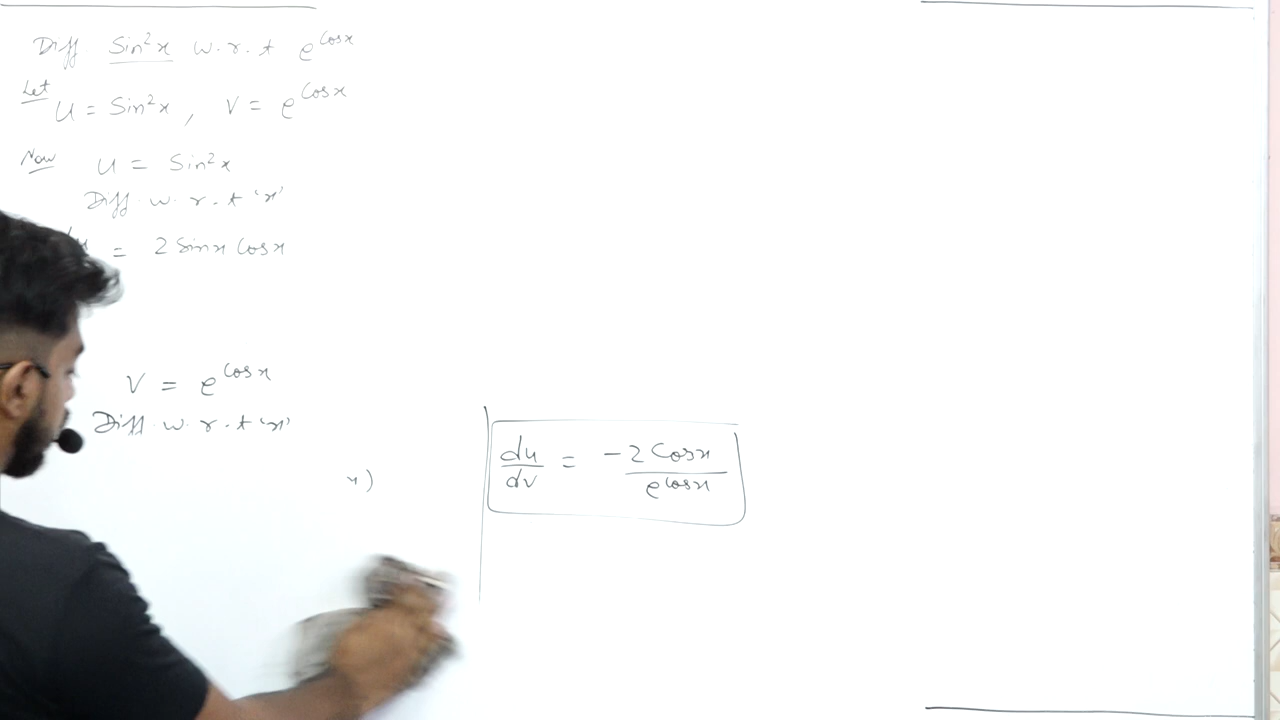 Diff. Sin²x w.r.t e^Cosx
Let
u = Sin²x, v = e^Cosx
Now u = Sin²x
Diff. w.r.t 'x'
= 2 Sinx Cosx
v = e^Cosx
Diff. w.r.t 'x'
x)
du/dv = -2 Cosx/e^Cosx